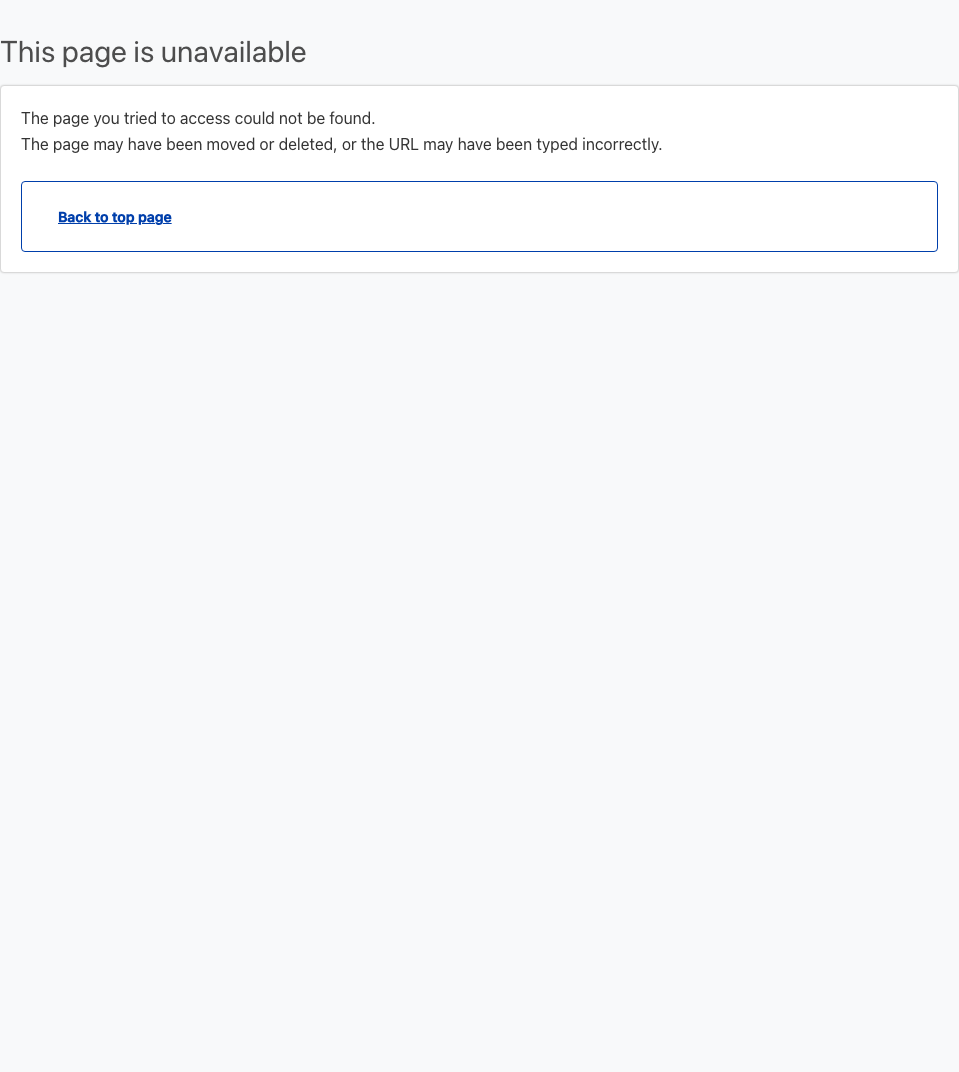 This page is unavailable
The page you tried to access could not be found.
The page may have been moved or deleted, or the URL may have been typed incorrectly.
Back to top page